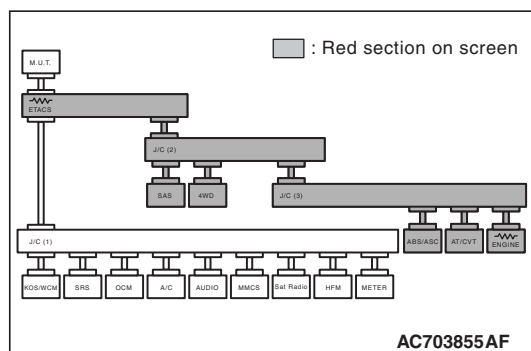 : Red section on screen
M.U.T.
ETACS
J/C (2)
SAS 4WD J/C (3)
J/C (1) ABS/ASC AT/CVT ENGINE
KOS/WCM SRS OCM A/C AUDIO MMCS Sat Radio HFM METER
AC703855AF